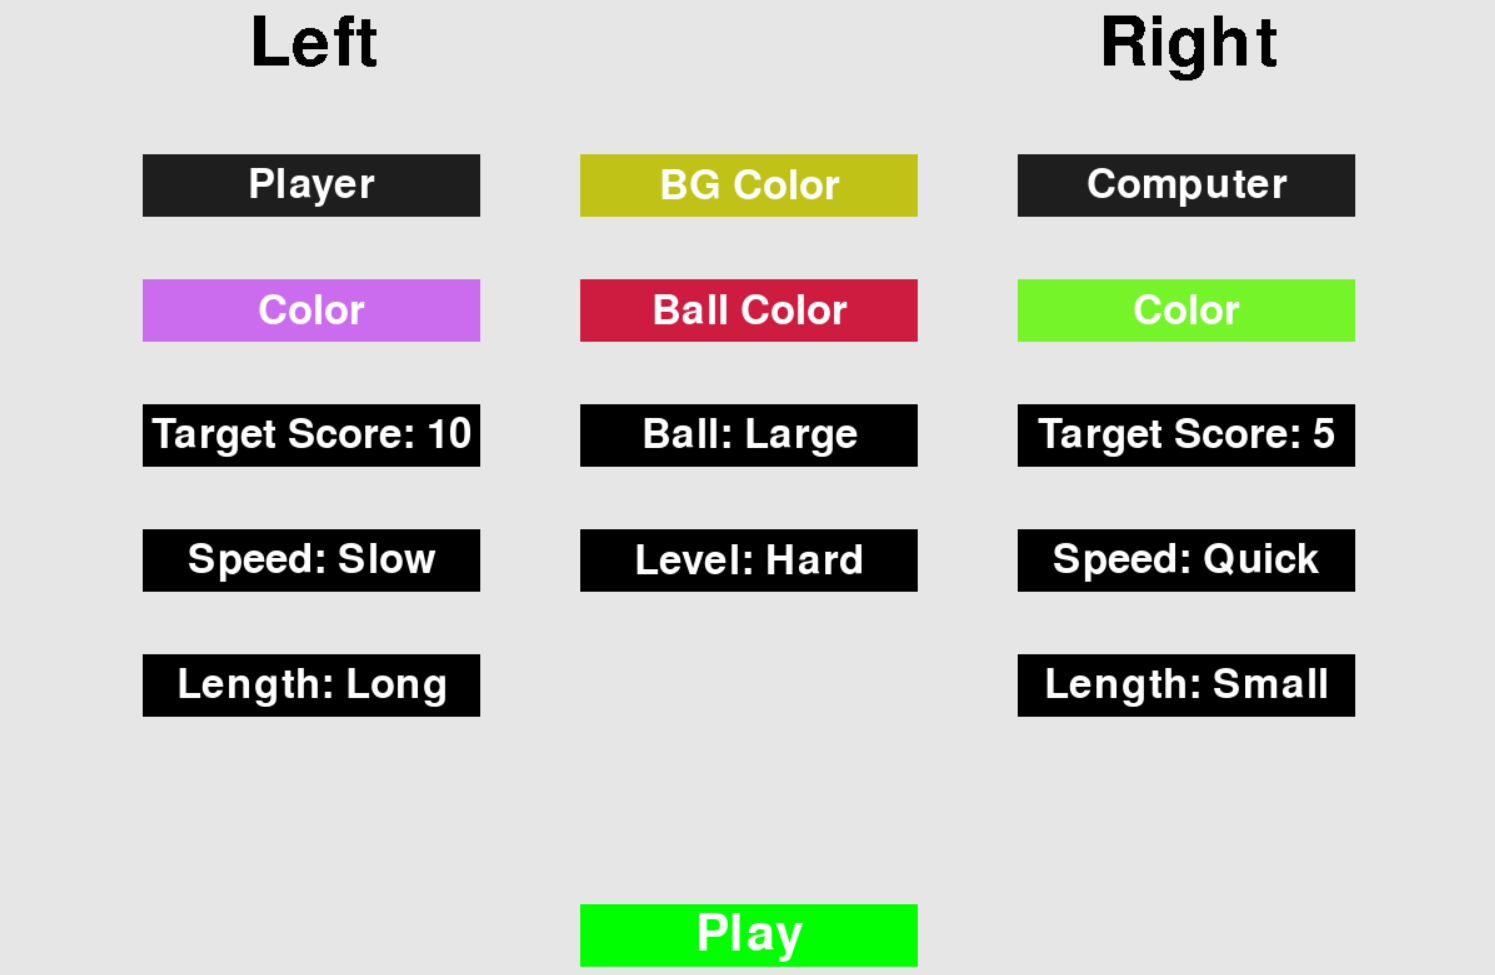 Left
Right
Player
BG Color
Computer
Color
Ball Color
Color
Target Score: 10
Ball: Large
Target Score: 5
Speed: Slow
Level: Hard
Speed: Quick
Length: Long
Length: Small
Play